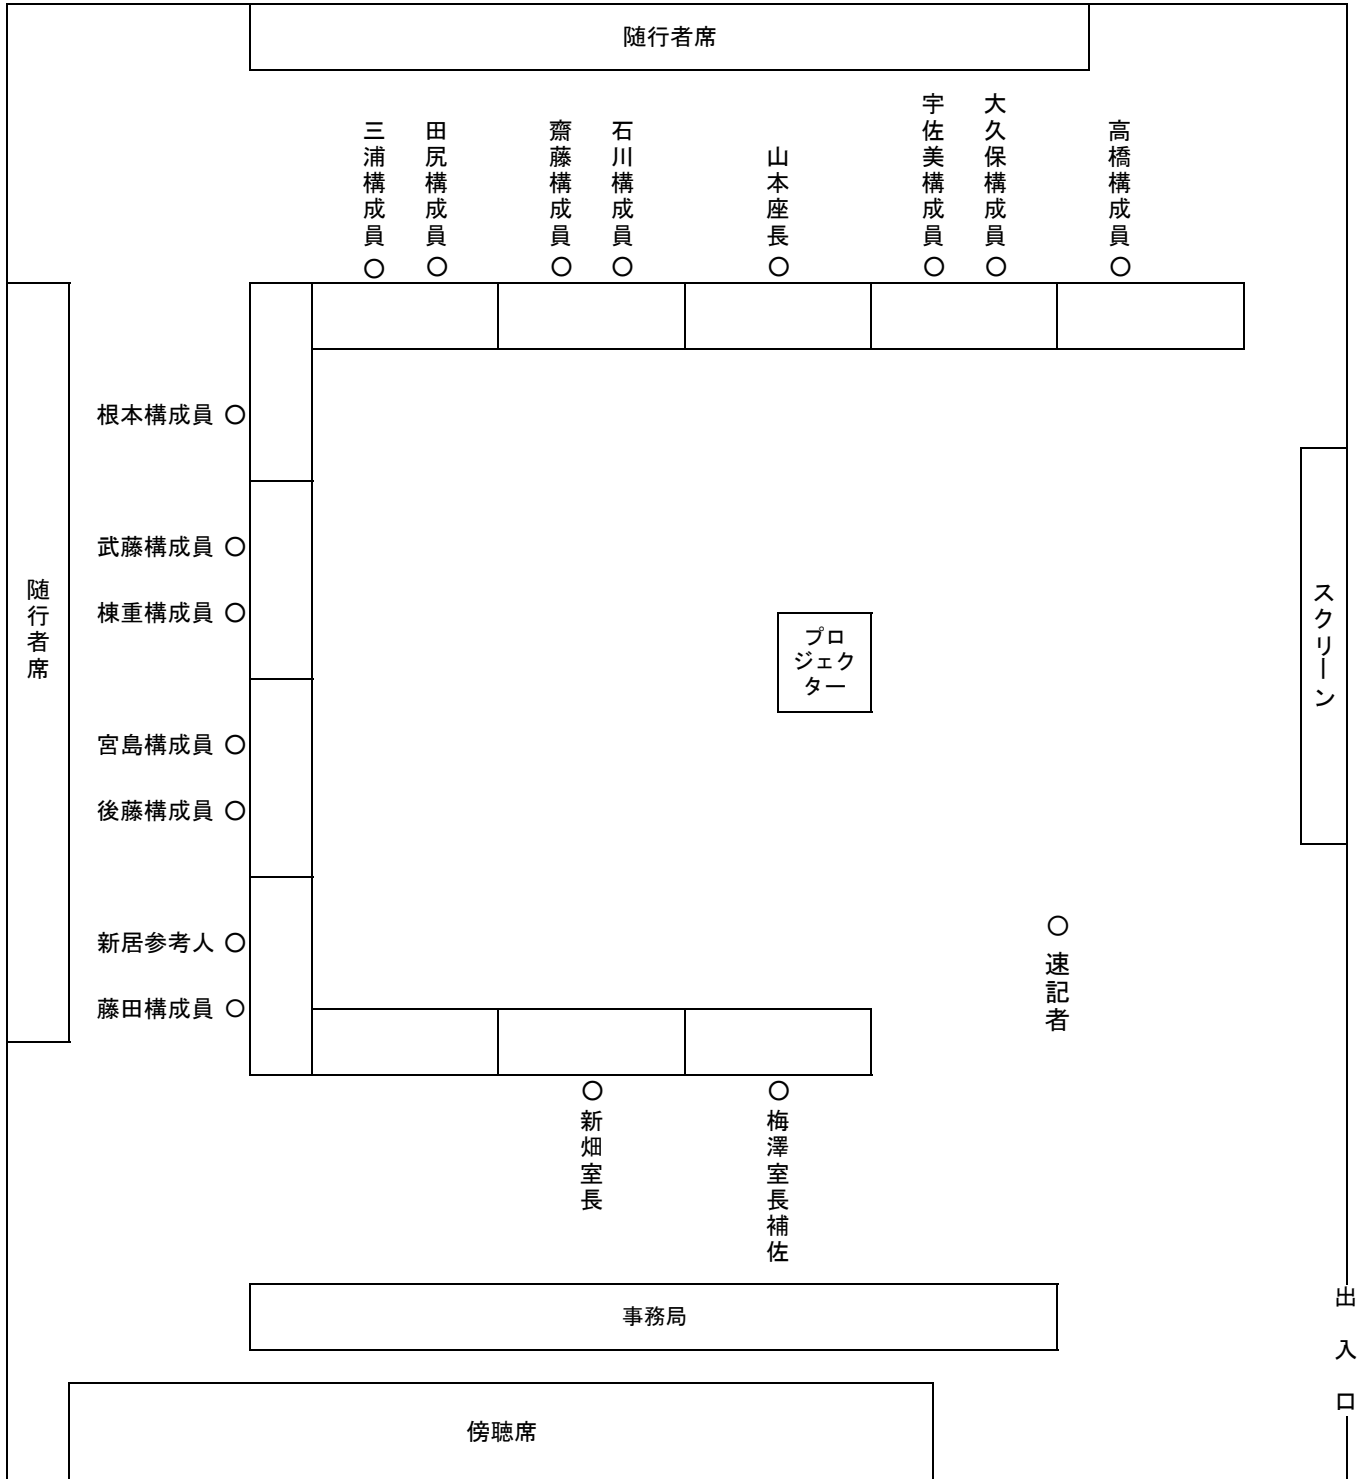 随行者席
三浦構成員
田尻構成員
齋藤構成員
石川構成員
山本座長
宇佐美構成員
大久保構成員
高橋構成員
根本構成員
武藤構成員
棟重構成員
宮島構成員
後藤構成員
新居参考人
藤田構成員
随行者席
プロ
ジェク
ター
スクリーン
速記者
新畑室長
梅澤室長補佐
事務局
傍聴席
出入口